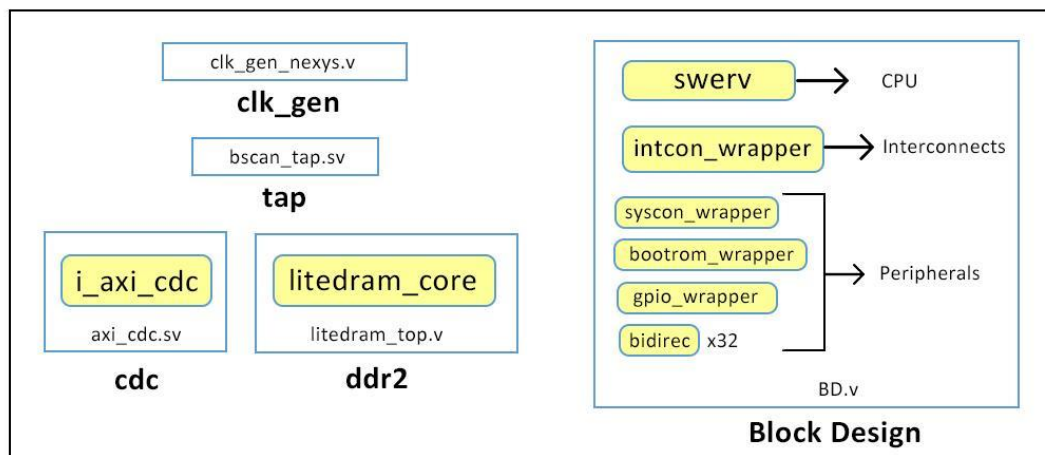 clk_gen_nexys.v
clk_gen
bscan_tap.sv
tap
i_axi_cdc
axi_cdc.sv
cdc
litedram_core
litedram_top.v
ddr2
swerv
CPU
intcon_wrapper
Interconnects
syscon_wrapper
bootrom_wrapper
gpio_wrapper
bidirec x32
Peripherals
BD.v
Block Design